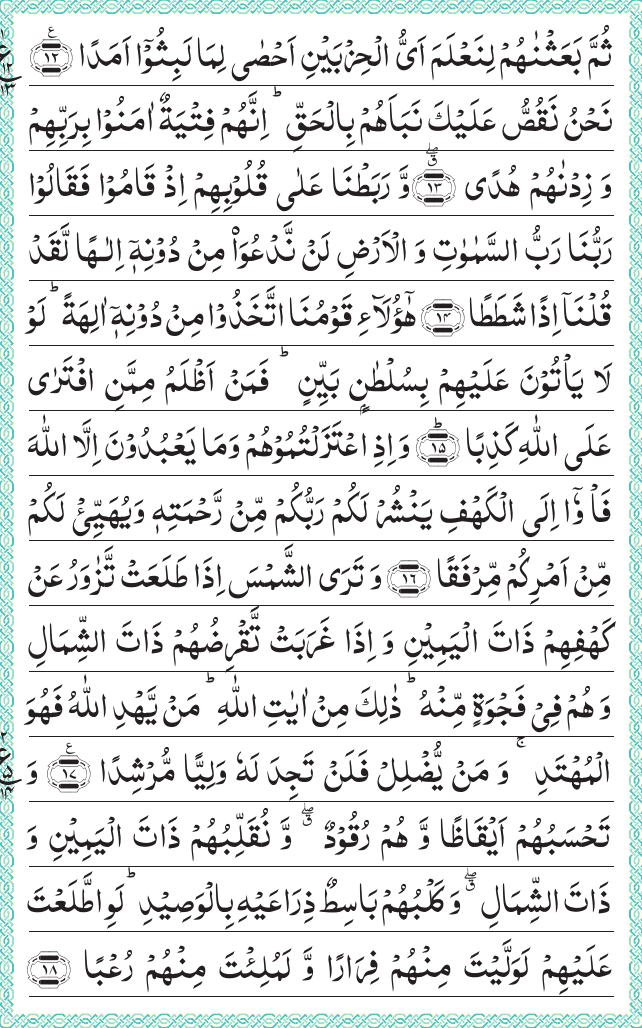 ثُمَّ بَعَثْنٰهُمْ لِنَعْلَمَ اَیُّ الْحِزْبَیْنِ اَحْصٰی لِمَا لَبِثُوْۤا اَمَدًا ﴿۱۲﴾
نَحْنُ نَقُصُّ عَلَیْكَ نَبَاَهُمْ بِالْحَقِّ ؕ اِنَّهُمْ فِتْیَةٌ اٰمَنُوْا بِرَبِّهِمْ
وَ زِدْنٰهُمْ هُدًی ﴿۱۳﴾ۖق وَّ رَبَطْنَا عَلٰی قُلُوْبِهِمْ اِذْ قَامُوْا فَقَالُوْا
رَبُّنَا رَبُّ السَّمٰوٰتِ وَ الْاَرْضِ لَنْ نَّدْعُوَا۠ مِنْ دُوْنِهٖۤ اِلٰـهًا لَّقَدْ
قُلْنَاۤ اِذًا شَطَطًا ﴿۱۴﴾ هٰۤؤُلَآءِ قَوْمُنَا اتَّخَذُوْا مِنْ دُوْنِهٖۤ اٰلِهَةً ؕ لَوْ
لَا یَاْتُوْنَ عَلَیْهِمْ بِسُلْطٰنٍۭ بَیِّنٍ ؕ فَمَنْ اَظْلَمُ مِمَّنِ افْتَرٰی
عَلَی اللّٰهِ كَذِبًا ﴿ؕ۱۵﴾ وَ اِذِ اعْتَزَلْتُمُوْهُمْ وَمَا یَعْبُدُوْنَ اِلَّا اللّٰهَ
فَاْ وٗۤا اِلَی الْكَهْفِ یَنْشُرْ لَكُمْ رَبُّكُمْ مِّنْ رَّحْمَتِهٖ وَیُهَیِّئْ لَكُمْ
مِّنْ اَمْرِكُمْ مِّرْفَقًا ﴿۱۶﴾ وَ تَرَی الشَّمْسَ اِذَا طَلَعَتْ تَّزٰوَرُ عَنْ
كَهْفِهِمْ ذَاتَ الْیَمِیْنِ وَ اِذَا غَرَبَتْ تَّقْرِضُهُمْ ذَاتَ الشِّمَالِ
وَ هُمْ فِیْ فَجْوَةٍ مِّنْهُ ؕ ذٰلِكَ مِنْ اٰیٰتِ اللّٰهِ ؕ مَنْ یَّهْدِ اللّٰهُ فَهُوَ
الْمُهْتَدِ ۚ وَ مَنْ یُّضْلِلْ فَلَنْ تَجِدَ لَهٗ وَلِیًّا مُّرْشِدًا ﴿۱۷﴾ وَ
تَحْسَبُهُمْ اَیْقَاظًا وَّ هُمْ رُقُوْدٌ ۖق وَّ نُقَلِّبُهُمْ ذَاتَ الْیَمِیْنِ وَ
ذَاتَ الشِّمَالِ ۖق وَ كَلْبُهُمْ بَاسِطٌ ذِرَاعَیْهِ بِالْوَصِیْدِ ؕ لَوِ اطَّلَعْتَ
عَلَیْهِمْ لَوَلَّیْتَ مِنْهُمْ فِرَارًا وَّ لَمُلِئْتَ مِنْهُمْ رُعْبًا ﴿۱۸﴾